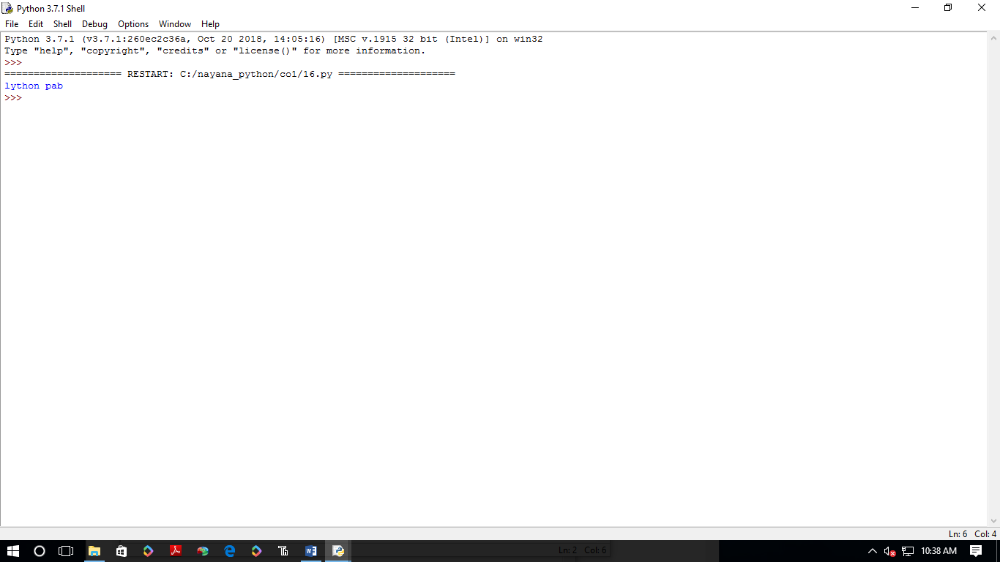 Python 3.7.1 Shell
File Edit Shell Debug Options Window Help
Python 3.7.1 (v3.7.1:260ec2c36a, Oct 20 2018, 14:05:16) [MSC v.1915 32 bit (Intel)] on win32
Type "help", "copyright", "credits" or "license()" for more information.
>>>
==================== RESTART: C:/nayana_python/co1/16.py ====================
lython pab
>>>
Ln: 6 Col: 4
Ln: 2 Col: 6
10:38 AM